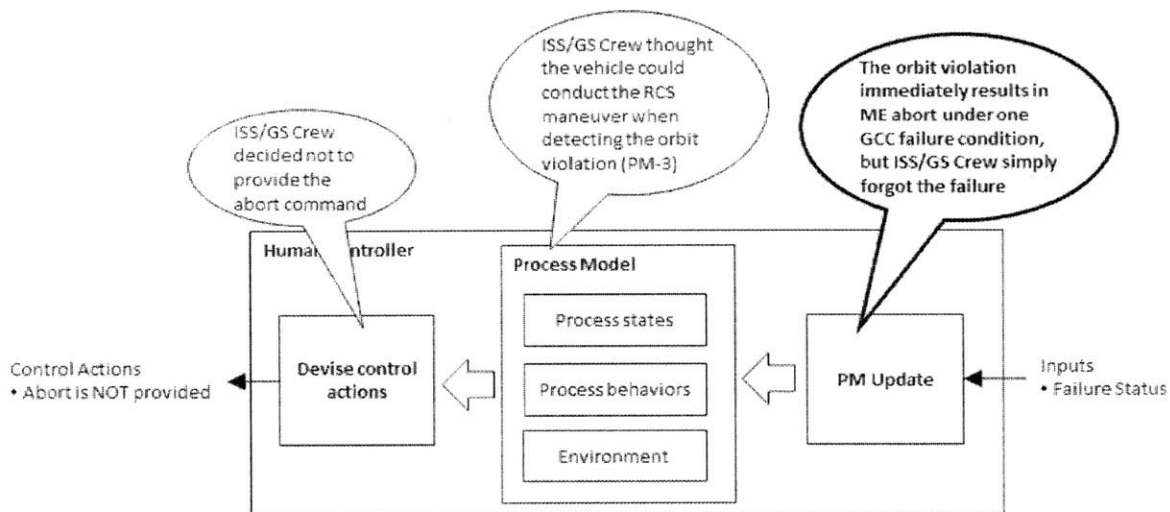 ISS/GS Crew
decided not to
provide the
abort command
ISS/GS Crew thought
the vehicle could
conduct the RCS
maneuver when
detecting the orbit
violation (PM-3)
The orbit violation
immediately results in
ME abort under one
GCC failure condition,
but ISS/GS Crew simply
forgot the failure
Process Model
Process states
Process behaviors
Environment
Devise control
actions
PM Update
Control Actions
• Abort is NOT provided
Inputs
• Failure Status